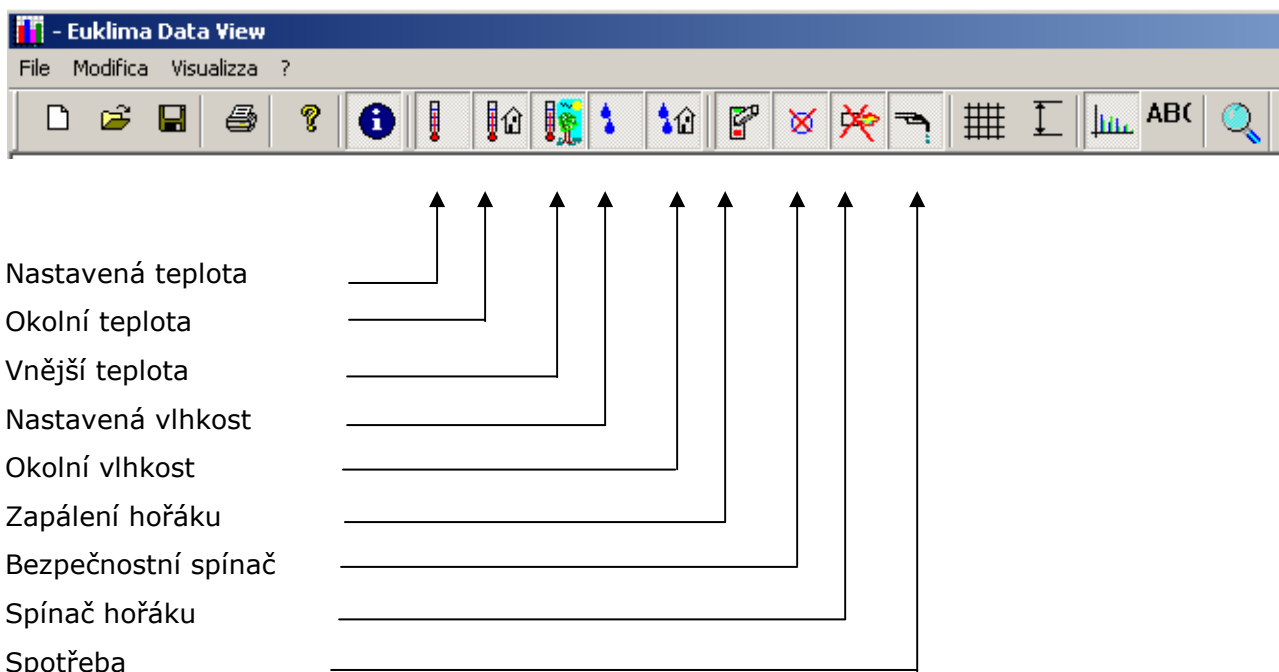 - Euklima Data View
File Modifica Visualizza ?
? i ABC
Nastavená teplota
Okolní teplota
Vnější teplota
Nastavená vlhkost
Okolní vlhkost
Zapálení hořáku
Bezpečnostní spínač
Spínač hořáku
Spotřeba